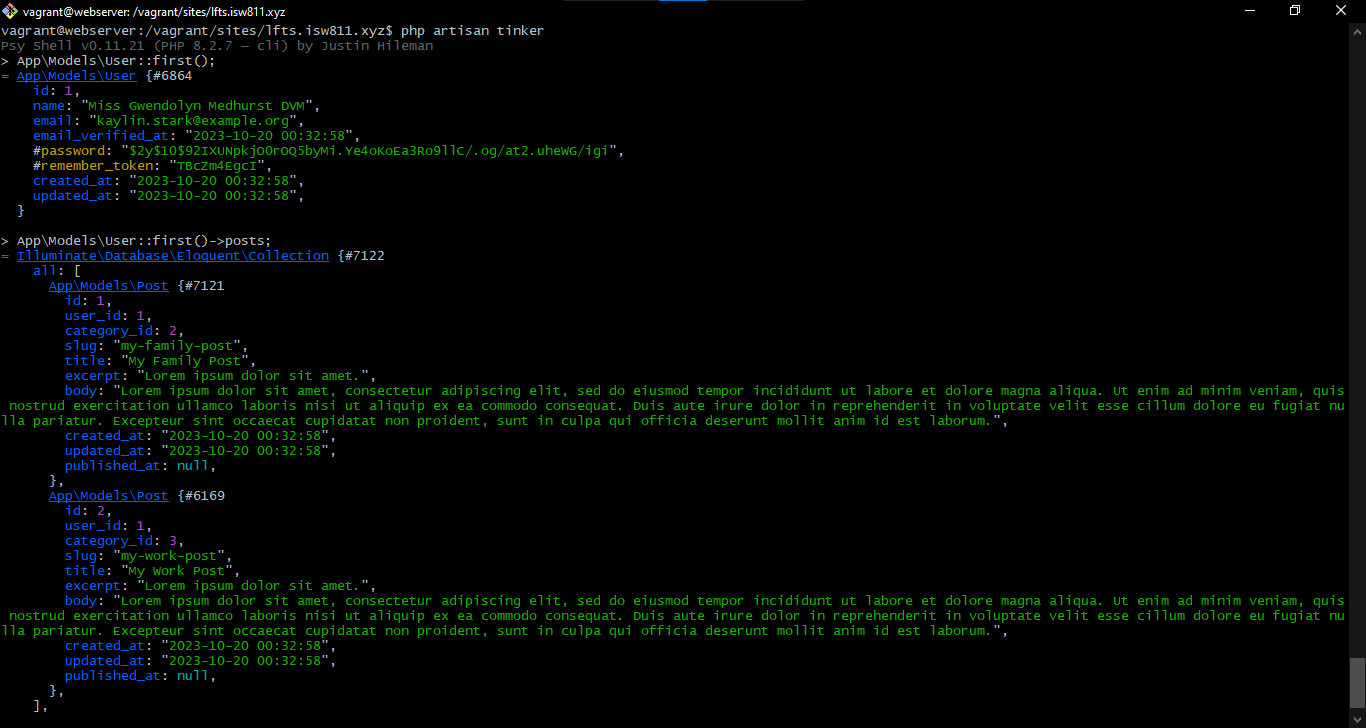 vagrant@webserver: /vagrant/sites/lfts.isw811.xyz
vagrant@webserver:/vagrant/sites/lfts.isw811.xyz$ php artisan tinker
Psy Shell v0.11.21 (PHP 8.2.7 — cli) by Justin Hileman
> App\Models\User::first();
= App\Models\User {#6864
    id: 1,
    name: "Miss Gwendolyn Medhurst DVM",
    email: "kaylin.stark@example.org",
    email_verified_at: "2023-10-20 00:32:58",
    #password: "$2y$10$92IXUNpkjO0rOQ5byMi.Ye4oKoEa3Ro9llC/.og/at2.uheWG/igi",
    #remember_token: "TBcZm4EgcI",
    created_at: "2023-10-20 00:32:58",
    updated_at: "2023-10-20 00:32:58",
  }
> App\Models\User::first()->posts;
= Illuminate\Database\Eloquent\Collection {#7122
    all: [
      App\Models\Post {#7121
        id: 1,
        user_id: 1,
        category_id: 2,
        slug: "my-family-post",
        title: "My Family Post",
        excerpt: "Lorem ipsum dolor sit amet.",
        body: "Lorem ipsum dolor sit amet, consectetur adipiscing elit, sed do eiusmod tempor incididunt ut labore et dolore magna aliqua. Ut enim ad minim veniam, quis
 nostrud exercitation ullamco laboris nisi ut aliquip ex ea commodo consequat. Duis aute irure dolor in reprehenderit in voluptate velit esse cillum dolore eu fugiat nu
lla pariatur. Excepteur sint occaecat cupidatat non proident, sunt in culpa qui officia deserunt mollit anim id est laborum.",
        created_at: "2023-10-20 00:32:58",
        updated_at: "2023-10-20 00:32:58",
        published_at: null,
      },
      App\Models\Post {#6169
        id: 2,
        user_id: 1,
        category_id: 3,
        slug: "my-work-post",
        title: "My Work Post",
        excerpt: "Lorem ipsum dolor sit amet.",
        body: "Lorem ipsum dolor sit amet, consectetur adipiscing elit, sed do eiusmod tempor incididunt ut labore et dolore magna aliqua. Ut enim ad minim veniam, quis
 nostrud exercitation ullamco laboris nisi ut aliquip ex ea commodo consequat. Duis aute irure dolor in reprehenderit in voluptate velit esse cillum dolore eu fugiat nu
lla pariatur. Excepteur sint occaecat cupidatat non proident, sunt in culpa qui officia deserunt mollit anim id est laborum.",
        created_at: "2023-10-20 00:32:58",
        updated_at: "2023-10-20 00:32:58",
        published_at: null,
      },
    ],